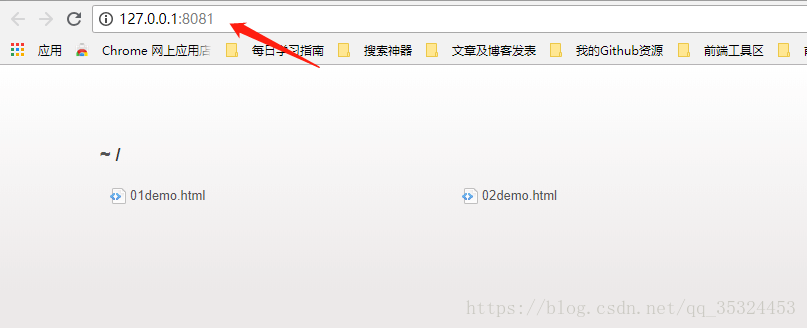 127.0.0.1:8081
应用 Chrome 网上应用店 每日学习指南 搜索神器 文章及博客发表 我的Github资源 前端工具区
~ /
01demo.html 02demo.html
https://blog.csdn.net/qq_35324453